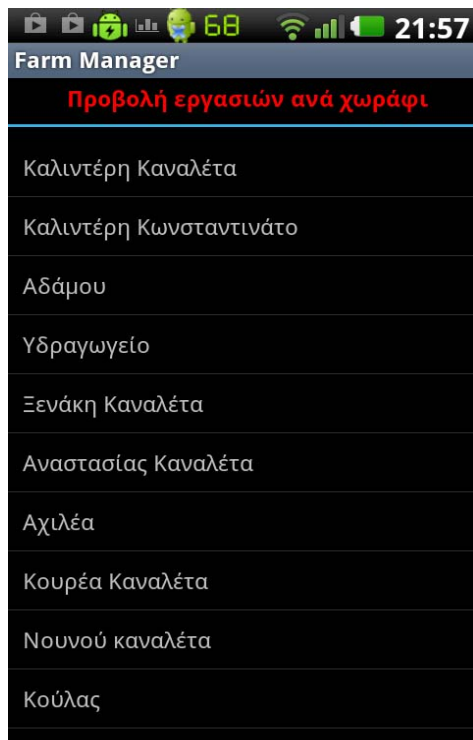 68 21:57
Farm Manager
Προβολή εργασιών ανά χωράφι
Καλιντέρη Καναλέτα
Καλιντέρη Κωνσταντινάτο
Αδάμου
Υδραγωγείο
Ξενάκη Καναλέτα
Αναστασίας Καναλέτα
Αχιλέα
Κουρέα Καναλέτα
Νουνού καναλέτα
Κούλας